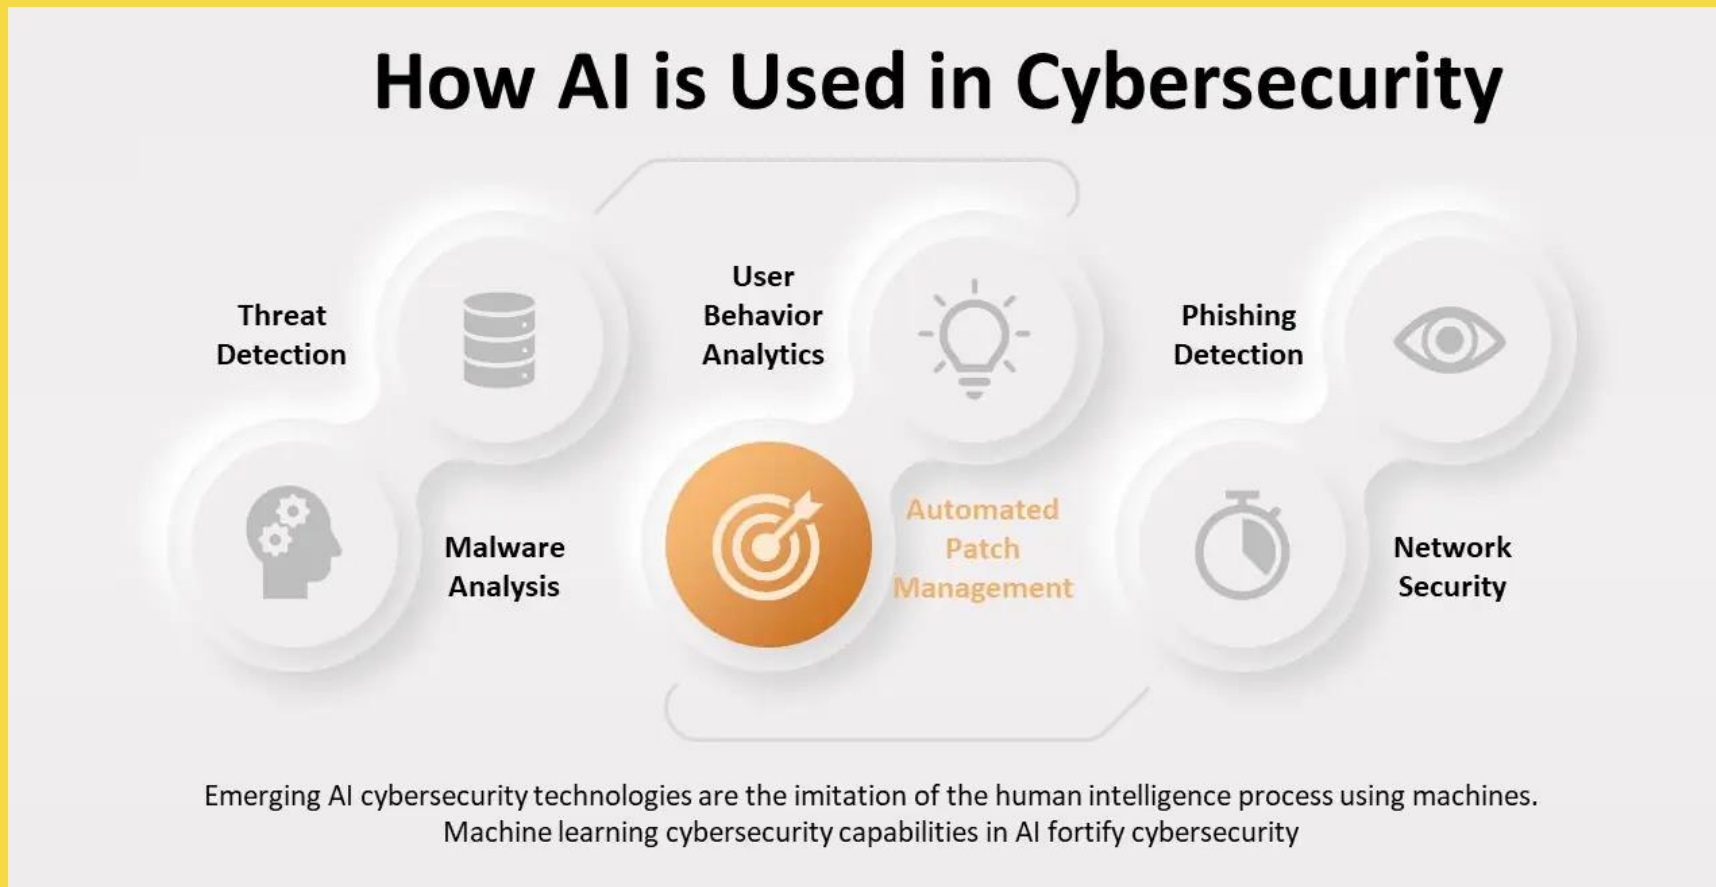 How AI is Used in Cybersecurity
Threat
Detection
User
Behavior
Analytics
Phishing
Detection
Malware
Analysis
Automated
Patch
Management
Network
Security
Emerging AI cybersecurity technologies are the imitation of the human intelligence process using machines.
Machine learning cybersecurity capabilities in AI fortify cybersecurity